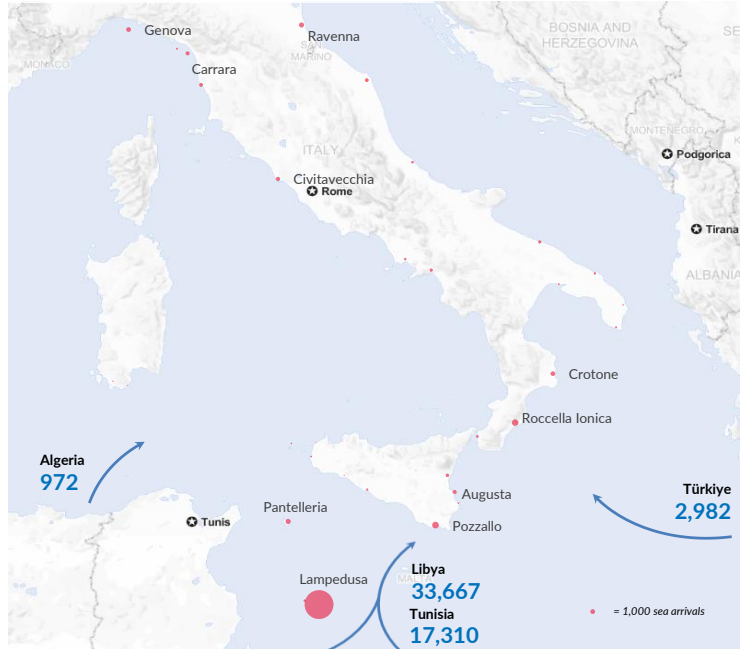 Genova
Ravenna
BOSNIA AND
HERZEGOVINA
SE
SAN
MARINO
MONACO
Carrara
MONTENEGRO
K
ITALY
Podgorica
Civitavecchia
Rome
Tirana
ALBANIA
Crotone
Roccella Ionica
Algeria
972
Türkiye
2,982
Pantelleria
Augusta
Tunis
Pozzallo
Lampedusa
MALTA
Libya
33,667
Tunisia
17,310
= 1,000 sea arrivals